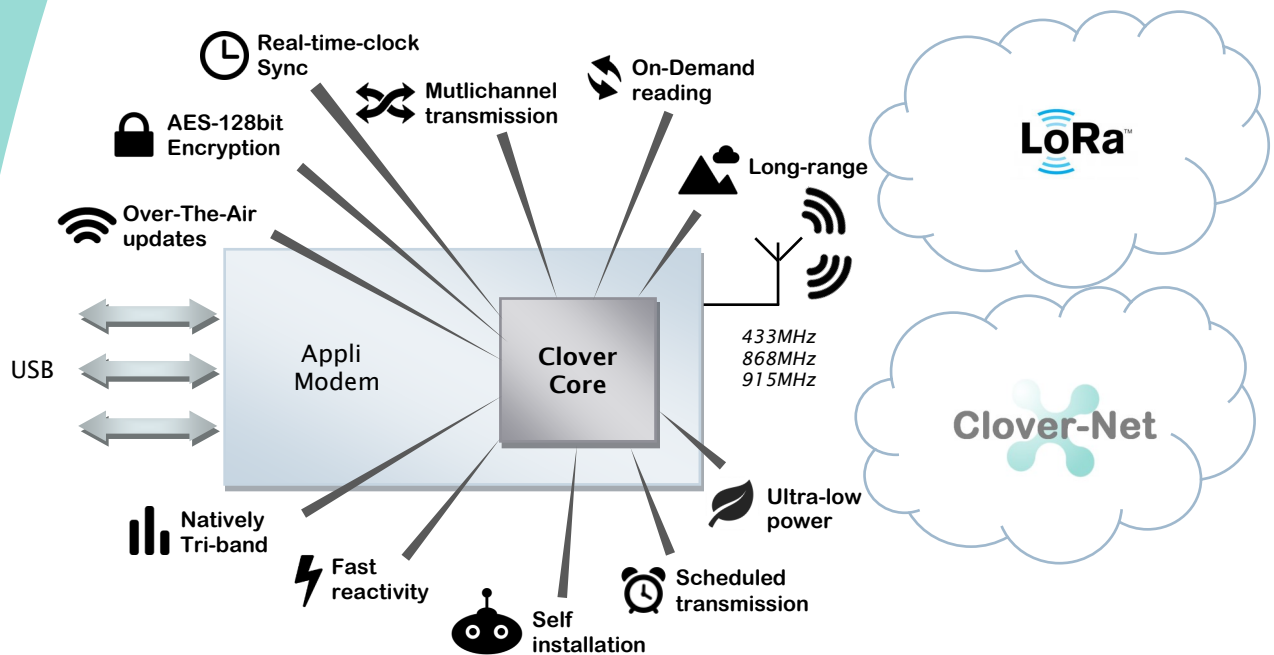 Real-time-clock
Sync
Mutlichannel
transmission
On-Demand
reading
AES-128bit
Encryption
Long-range
Over-The-Air
updates
LoRa™
USB
Appli
Modem
Clover
Core
433MHz
868MHz
915MHz
Clover-Net
Natively
Tri-band
Fast
reactivity
Self
installation
Scheduled
transmission
Ultra-low
power